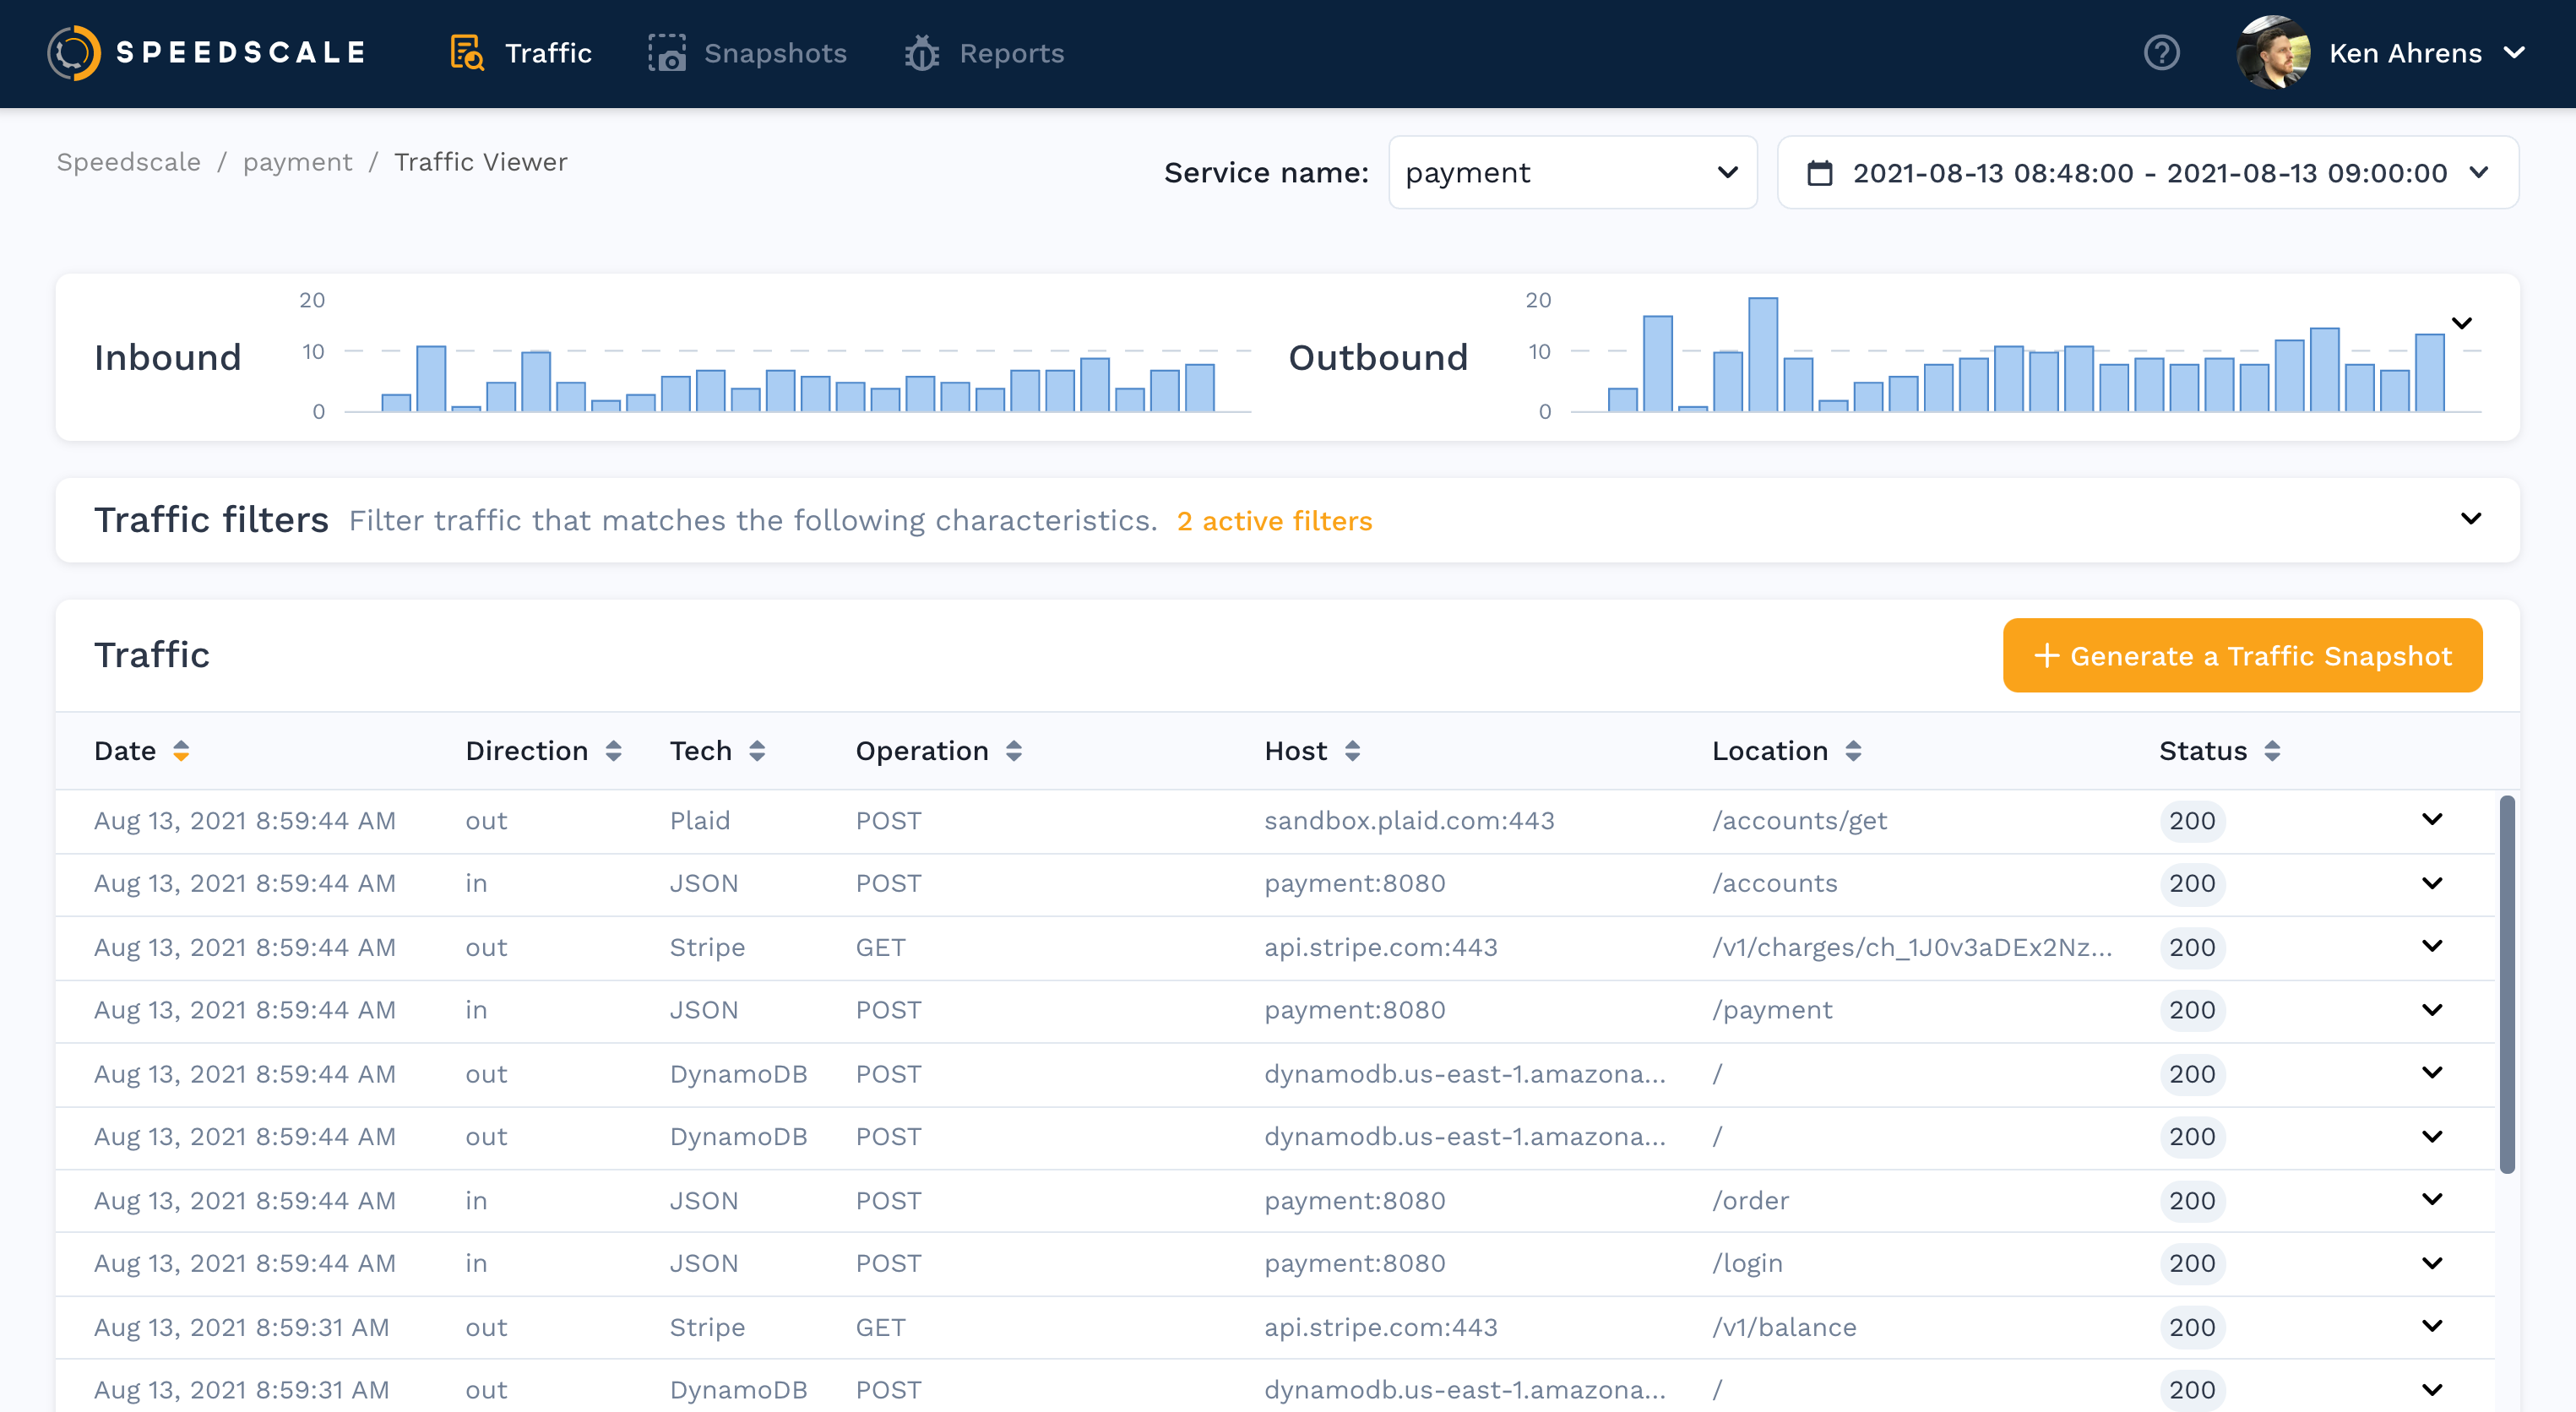 SPEEDSCALE Traffic Snapshots Reports ? Ken Ahrens
Speedscale / payment / Traffic Viewer
Service name: payment 2021-08-13 08:48:00 - 2021-08-13 09:00:00
Inbound
20
10
0
Outbound
20
10
0
Traffic filters Filter traffic that matches the following characteristics. 2 active filters
Traffic
+ Generate a Traffic Snapshot
Date Direction Tech Operation Host Location Status
Aug 13, 2021 8:59:44 AM out Plaid POST sandbox.plaid.com:443 /accounts/get 200
Aug 13, 2021 8:59:44 AM in JSON POST payment:8080 /accounts 200
Aug 13, 2021 8:59:44 AM out Stripe GET api.stripe.com:443 /v1/charges/ch_1J0v3aDEx2Nz... 200
Aug 13, 2021 8:59:44 AM in JSON POST payment:8080 /payment 200
Aug 13, 2021 8:59:44 AM out DynamoDB POST dynamodb.us-east-1.amazona... / 200
Aug 13, 2021 8:59:44 AM out DynamoDB POST dynamodb.us-east-1.amazona... / 200
Aug 13, 2021 8:59:44 AM in JSON POST payment:8080 /order 200
Aug 13, 2021 8:59:44 AM in JSON POST payment:8080 /login 200
Aug 13, 2021 8:59:31 AM out Stripe GET api.stripe.com:443 /v1/balance 200
Aug 13, 2021 8:59:31 AM out DynamoDB POST dynamodb.us-east-1.amazona... / 200